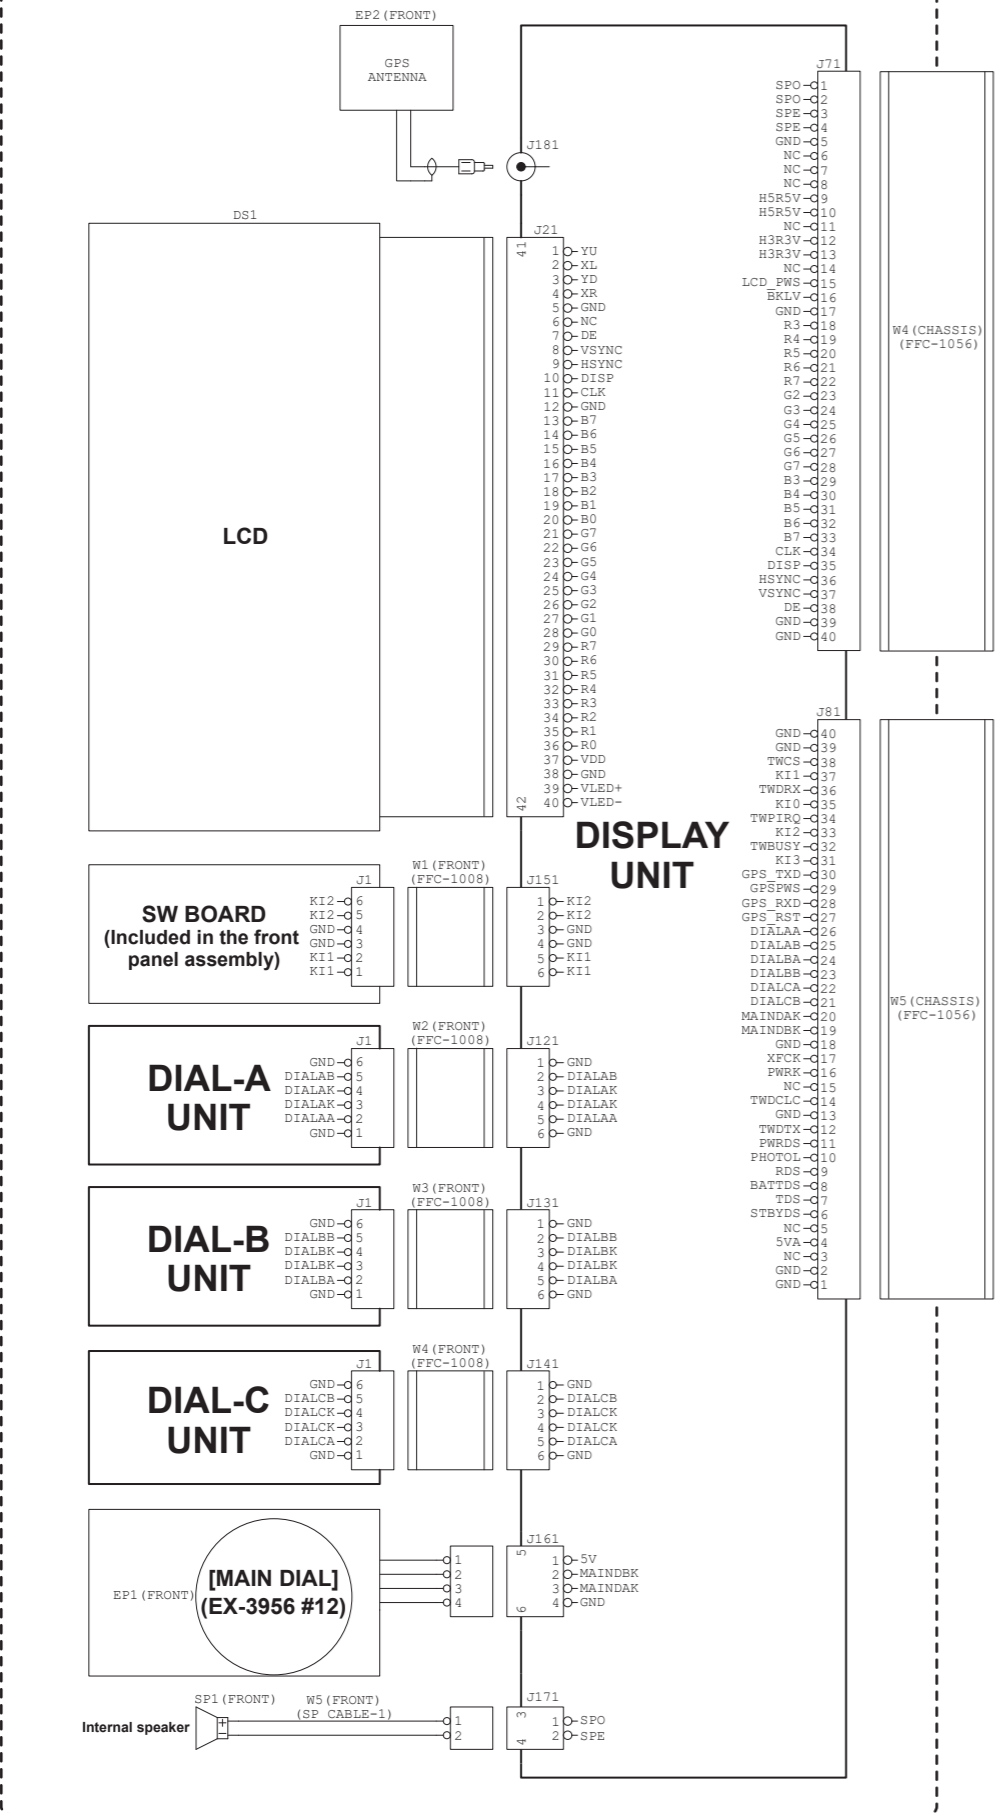 EP2(FRONT)
GPS
ANTENNA
J181
DS1
LCD
J21
41
1 YU
2 XL
3 YD
4 XR
5 GND
6 NC
7 DE
8 VSYNC
9 HSYNC
10 DISP
11 CLK
12 GND
13 B7
14 B6
15 B5
16 B4
17 B3
18 B2
19 B1
20 B0
21 G7
22 G6
23 G5
24 G4
25 G3
26 G2
27 G1
28 G0
29 R7
30 R6
31 R5
32 R4
33 R3
34 R2
35 R1
36 R0
37 VDD
38 GND
39 VLED+
40 VLED-
42
DISPLAY
UNIT
J71
SPO 1
SPO 2
SPE 3
SPE 4
GND 5
NC 6
NC 7
NC 8
H5R5V 9
H5R5V 10
NC 11
H3R3V 12
H3R3V 13
NC 14
LCD_PWS 15
BKLV 16
GND 17
R3 18
R4 19
R5 20
R6 21
R7 22
G2 23
G3 24
G4 25
G5 26
G6 27
G7 28
B3 29
B4 30
B5 31
B6 32
B7 33
CLK 34
DISP 35
HSYNC 36
VSYNC 37
DE 38
GND 39
GND 40
W4(CHASSIS)
(FFC-1056)
J81
GND 40
GND 39
TWCS 38
KI1 37
TWDRX 36
KI0 35
TWPIRQ 34
KI2 33
TWBUSY 32
KI3 31
GPS_TXD 30
GPSPWS 29
GPS_RXD 28
GPS_RST 27
DIALAA 26
DIALAB 25
DIALBA 24
DIALBB 23
DIALCA 22
DIALCB 21
MAINDAK 20
MAINDBK 19
GND 18
XFCK 17
PWRK 16
NC 15
TWDCLC 14
GND 13
TWDTX 12
PWRDS 11
PHOTOL 10
RDS 9
BATTDS 8
TDS 7
STBYDS 6
NC 5
5VA 4
NC 3
GND 2
GND 1
W5(CHASSIS)
(FFC-1056)
SW BOARD
(Included in the front
panel assembly)
J1
KI2 6
KI2 5
GND 4
GND 3
KI1 2
KI1 1
W1(FRONT)
(FFC-1008)
J151
1 KI2
2 KI2
3 GND
4 GND
5 KI1
6 KI1
DIAL-A
UNIT
J1
GND 6
DIALAB 5
DIALAK 4
DIALAK 3
DIALAA 2
GND 1
W2(FRONT)
(FFC-1008)
J121
1 GND
2 DIALAB
3 DIALAK
4 DIALAK
5 DIALAA
6 GND
DIAL-B
UNIT
J1
GND 6
DIALBB 5
DIALBK 4
DIALBK 3
DIALBA 2
GND 1
W3(FRONT)
(FFC-1008)
J131
1 GND
2 DIALBB
3 DIALBK
4 DIALBK
5 DIALBA
6 GND
DIAL-C
UNIT
J1
GND 6
DIALCB 5
DIALCK 4
DIALCK 3
DIALCA 2
GND 1
W4(FRONT)
(FFC-1008)
J141
1 GND
2 DIALCB
3 DIALCK
4 DIALCK
5 DIALCA
6 GND
EP1(FRONT)
[MAIN DIAL]
(EX-3956 #12)
1
2
3
4
J161
5
1 5V
2 MAINDBK
3 MAINDAK
4 GND
6
SP1(FRONT)
Internal speaker
+
−
W5(FRONT)
(SP CABLE-1)
1
2
J171
3
1 SPO
2 SPE
4